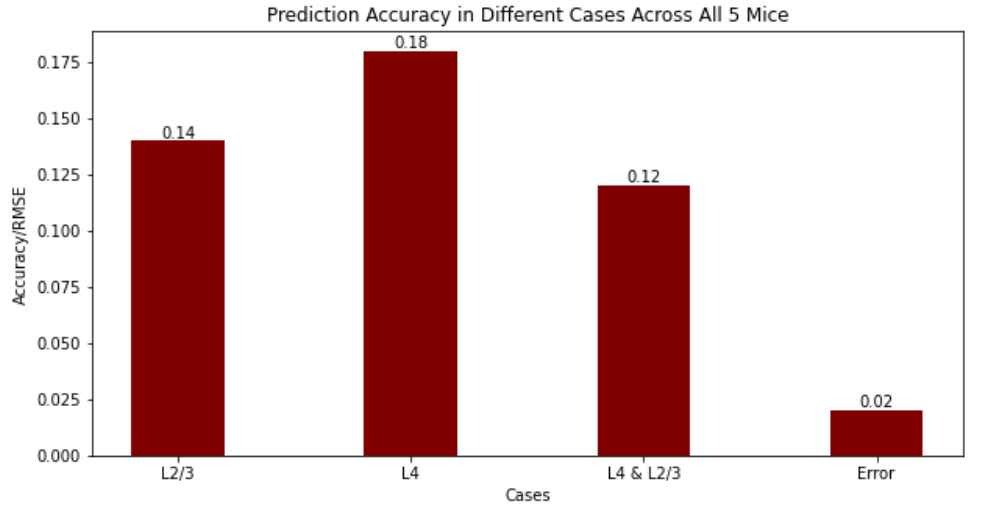 Prediction Accuracy in Different Cases Across All 5 Mice
Accuracy/RMSE
0.175
0.150
0.125
0.100
0.075
0.050
0.025
0.000
0.14
0.18
0.12
0.02
L2/3
L4
L4 & L2/3
Error
Cases